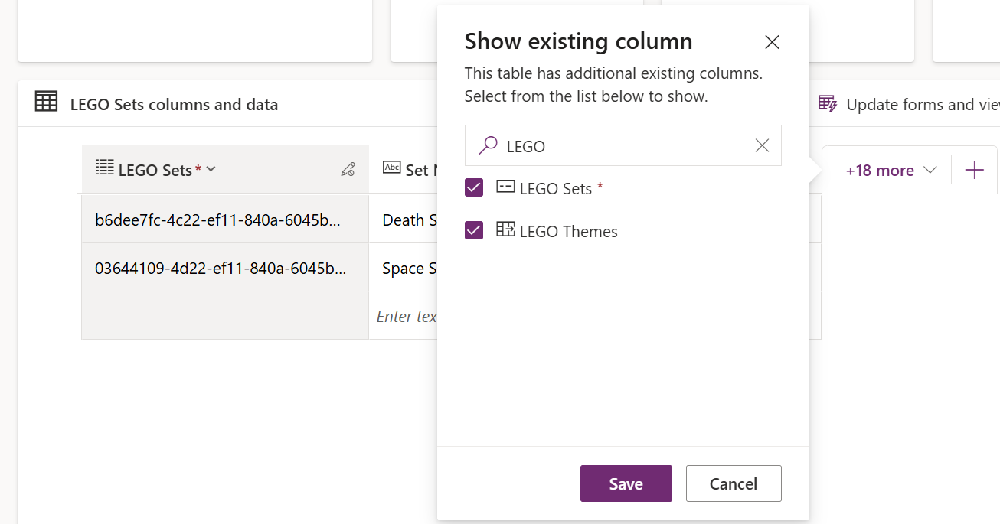 Show existing column
This table has additional existing columns.
Select from the list below to show.
LEGO Sets columns and data
Update forms and
LEGO
LEGO Sets *
Abc Set
+18 more
LEGO Sets *
b6dee7fc-4c22-ef11-840a-6045b...
Death
LEGO Themes
03644109-4d22-ef11-840a-6045b...
Space
Enter
Save
Cancel